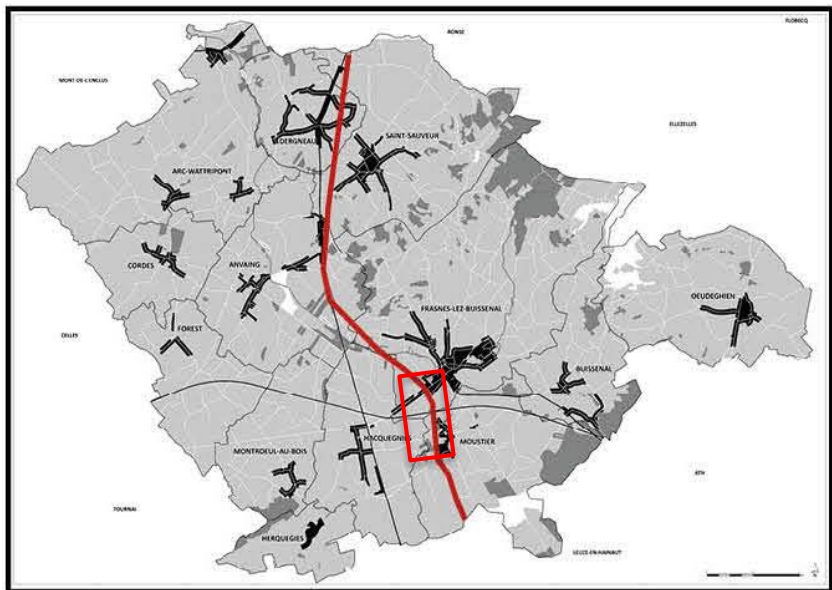 FLOBECQ
RONSE
MONT-DE-L'ENCLUS
ELLEZELLES
SAINT-SAUVEUR
DERGNEAU
ARC-WATTRIPONT
CORDES
ANVAING
OEUDEGHIEN
FRASNES-LEZ-BUISSENAL
FOREST
CELLES
BUISSENAL
HACQUEGNIES
MOUSTIER
MONTROEUL-AU-BOIS
ATH
TOURNAI
HERQUEGIES
LEUZE-EN-HAINAUT